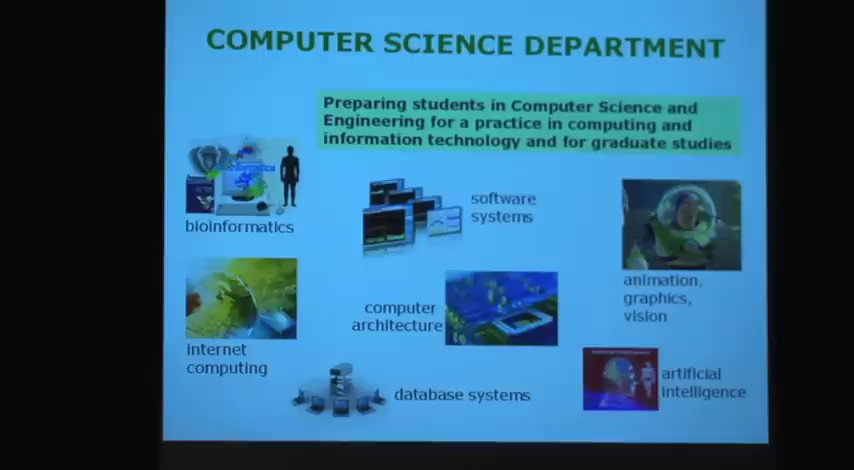 COMPUTER SCIENCE DEPARTMENT
Preparing students in Computer Science and
Engineering for a practice in computing and
information technology and for graduate studies
bioinformatics
software
systems
animation,
graphics,
vision
internet
computing
computer
architecture
database systems
artificial
intelligence